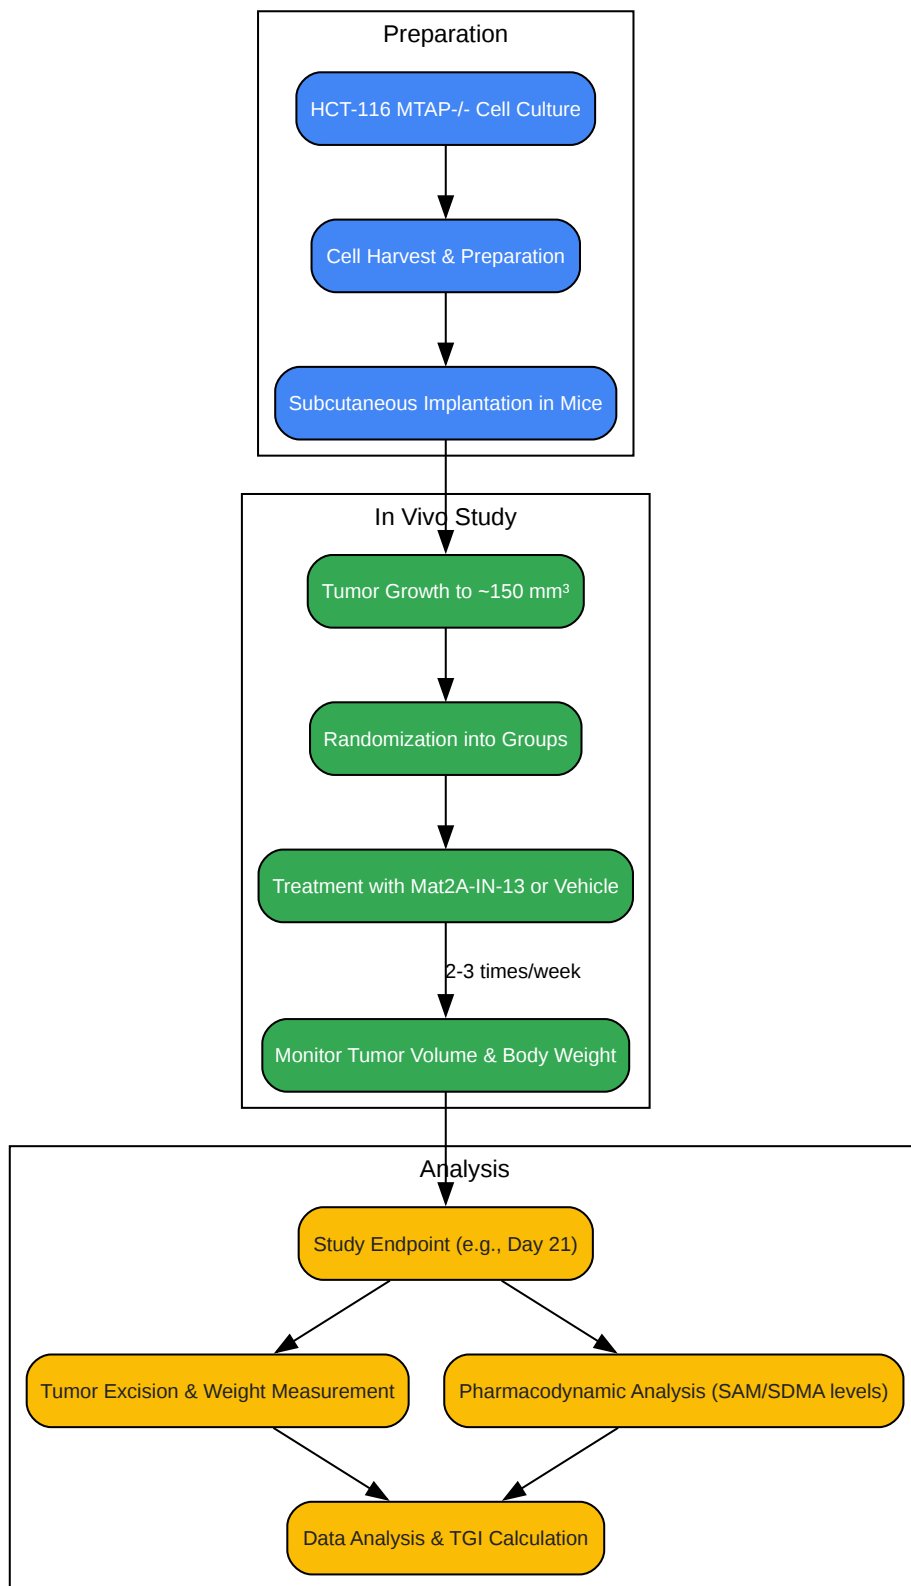 Preparation
HCT-116 MTAP-/- Cell Culture
Cell Harvest & Preparation
Subcutaneous Implantation in Mice
In Vivo Study
Tumor Growth to ~150 mm³
Randomization into Groups
Treatment with Mat2A-IN-13 or Vehicle
2-3 times/week
Monitor Tumor Volume & Body Weight
Analysis
Study Endpoint (e.g., Day 21)
Tumor Excision & Weight Measurement
Pharmacodynamic Analysis (SAM/SDMA levels)
Data Analysis & TGI Calculation